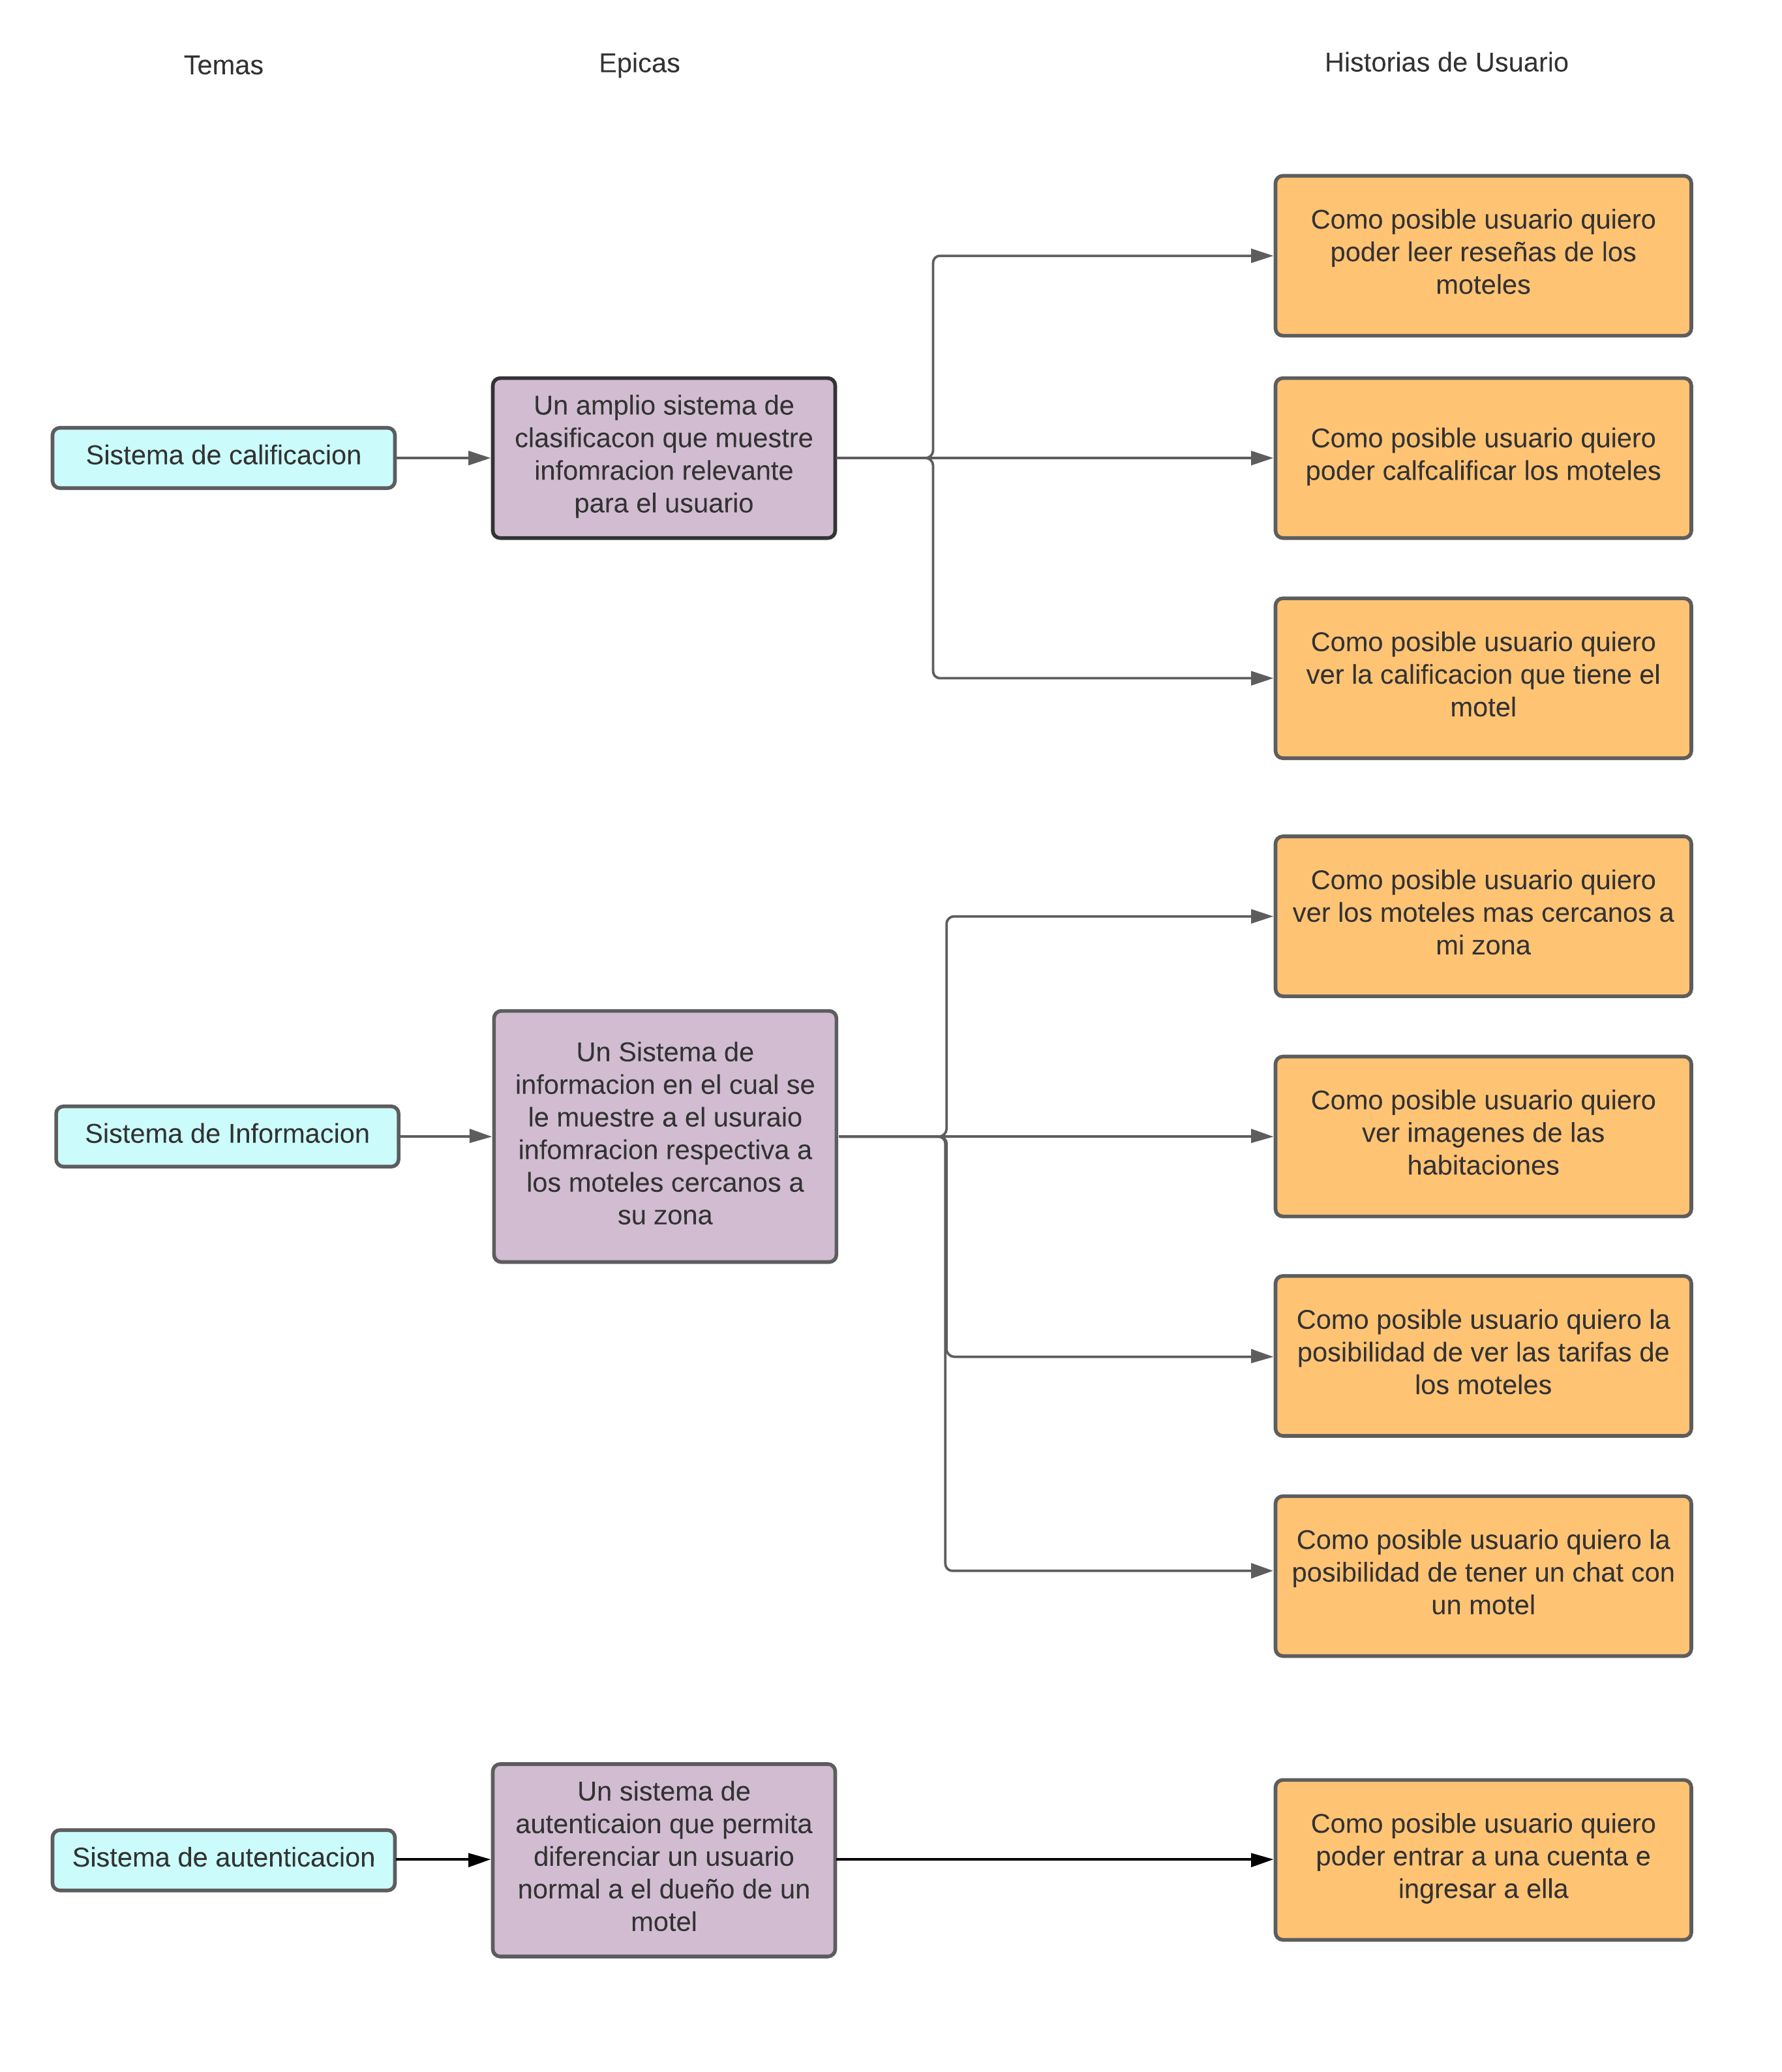 Temas
Epicas
Historias de Usuario
Como posible usuario quiero
poder leer reseñas de los
moteles
Sistema de calificacion
Un amplio sistema de
clasificacon que muestre
infomracion relevante
para el usuario
Como posible usuario quiero
poder calfcalificar los moteles
Como posible usuario quiero
ver la calificacion que tiene el
motel
Como posible usuario quiero
ver los moteles mas cercanos a
mi zona
Sistema de Informacion
Un Sistema de
informacion en el cual se
le muestre a el usuraio
infomracion respectiva a
los moteles cercanos a
su zona
Como posible usuario quiero
ver imagenes de las
habitaciones
Como posible usuario quiero la
posibilidad de ver las tarifas de
los moteles
Como posible usuario quiero la
posibilidad de tener un chat con
un motel
Sistema de autenticacion
Un sistema de
autenticaion que permita
diferenciar un usuario
normal a el dueño de un
motel
Como posible usuario quiero
poder entrar a una cuenta e
ingresar a ella